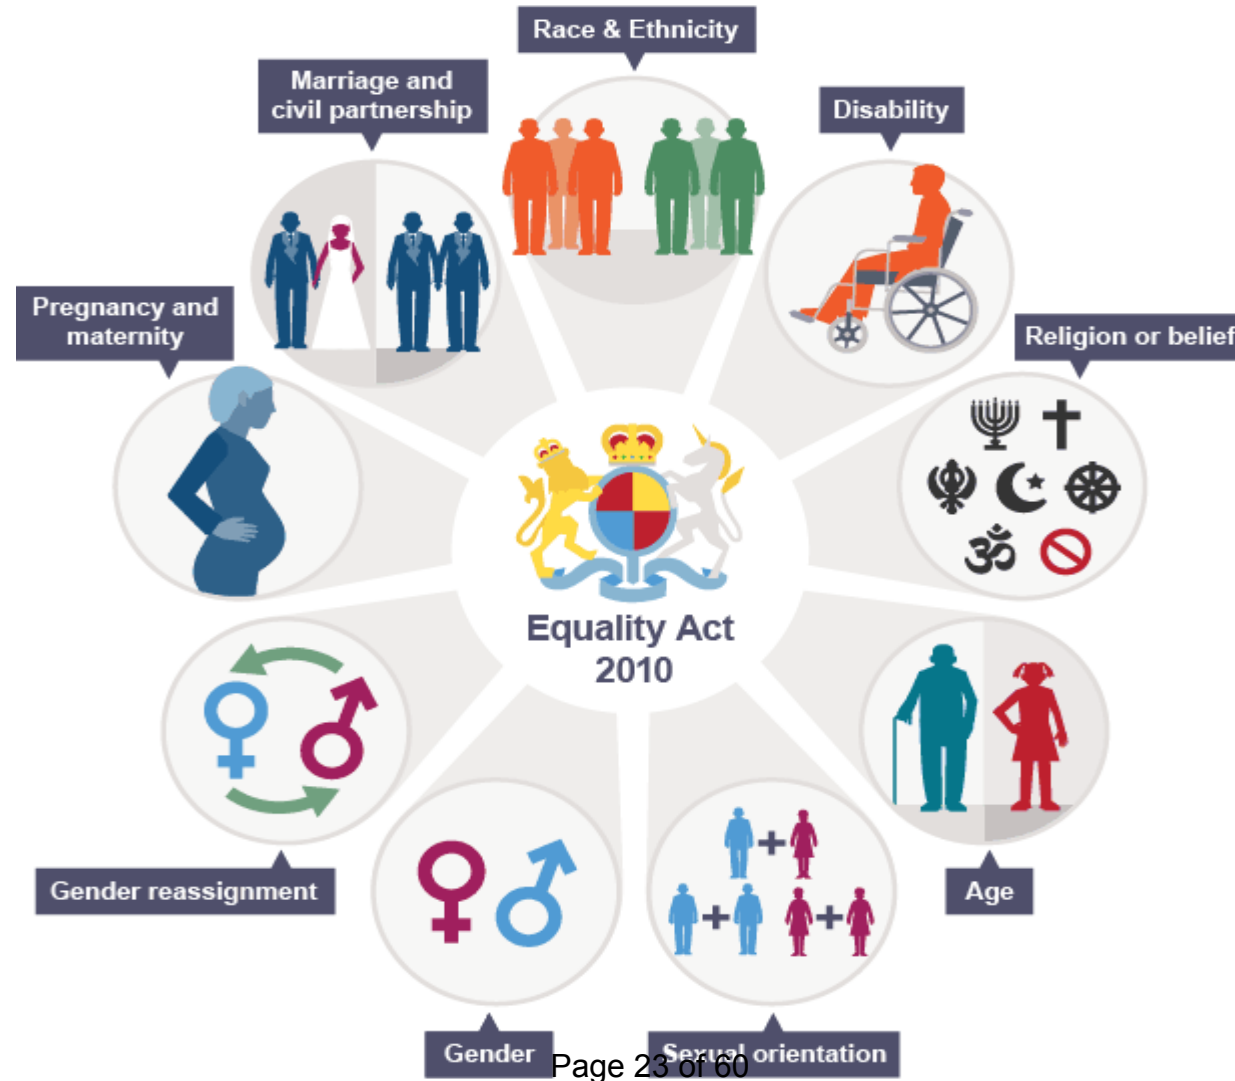 Race & Ethnicity
Marriage and
civil partnership
Disability
Pregnancy and
maternity
Religion or belief
Equality Act
2010
Gender reassignment
Age
Gender
Sexual orientation
Page 23 of 60